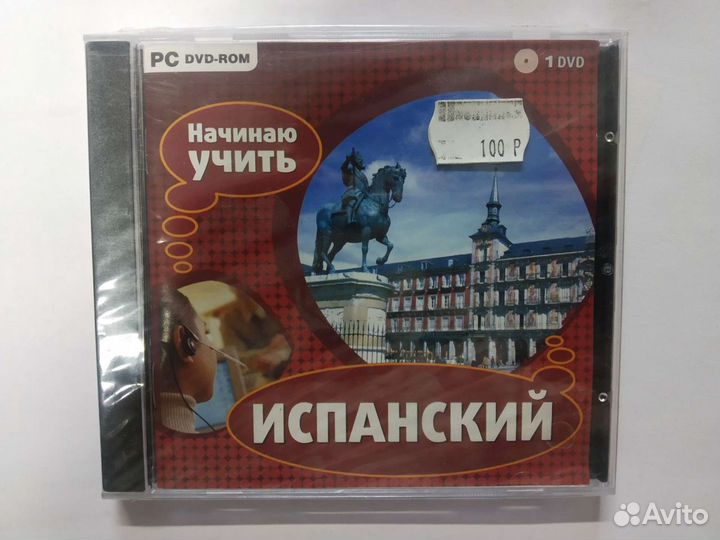 PC DVD-ROM
1 DVD
Начинаю
учить
100 Р
ИСПАНСКИЙ
Avito